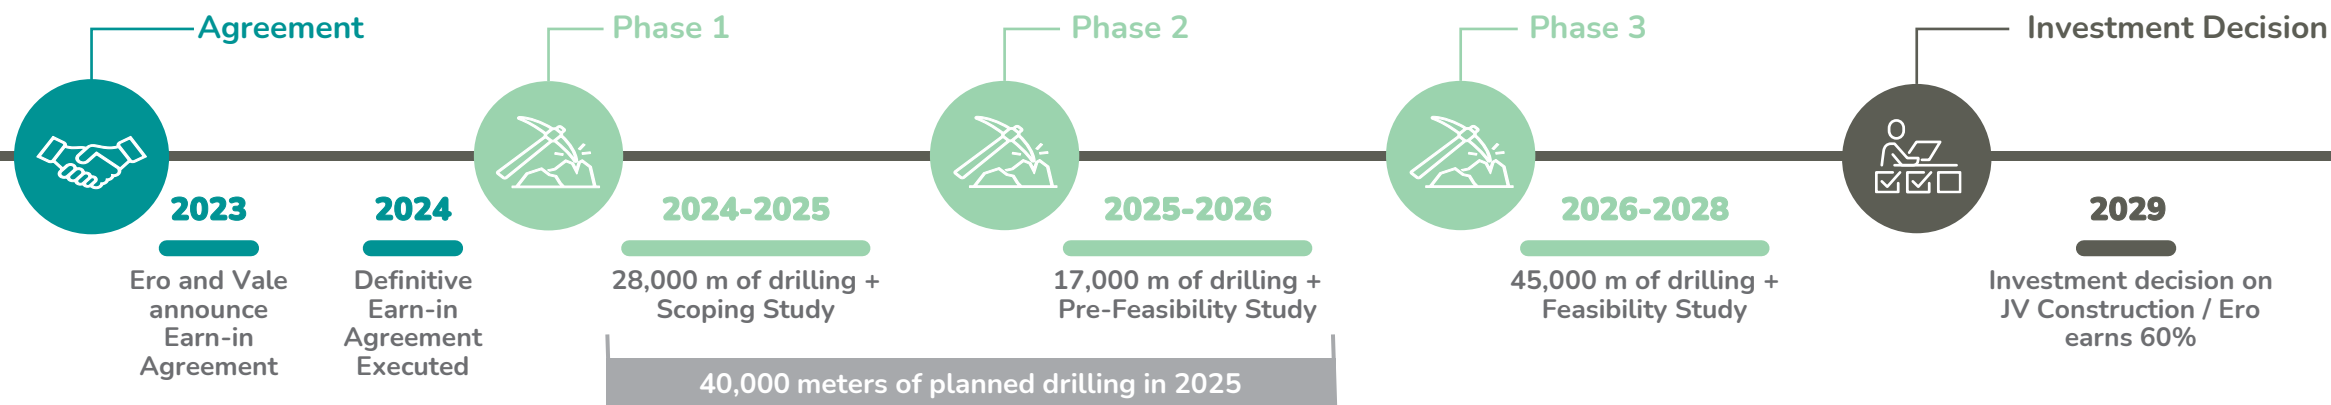 Agreement
Phase 1
Phase 2
Phase 3
Investment Decision
2023
Ero and Vale
announce
Earn-in
Agreement
2024
Definitive
Earn-in
Agreement
Executed
2024-2025
28,000 m of drilling +
Scoping Study
2025-2026
17,000 m of drilling +
Pre-Feasibility Study
40,000 meters of planned drilling in 2025
2026-2028
45,000 m of drilling +
Feasibility Study
2029
Investment decision on
JV Construction / Ero
earns 60%